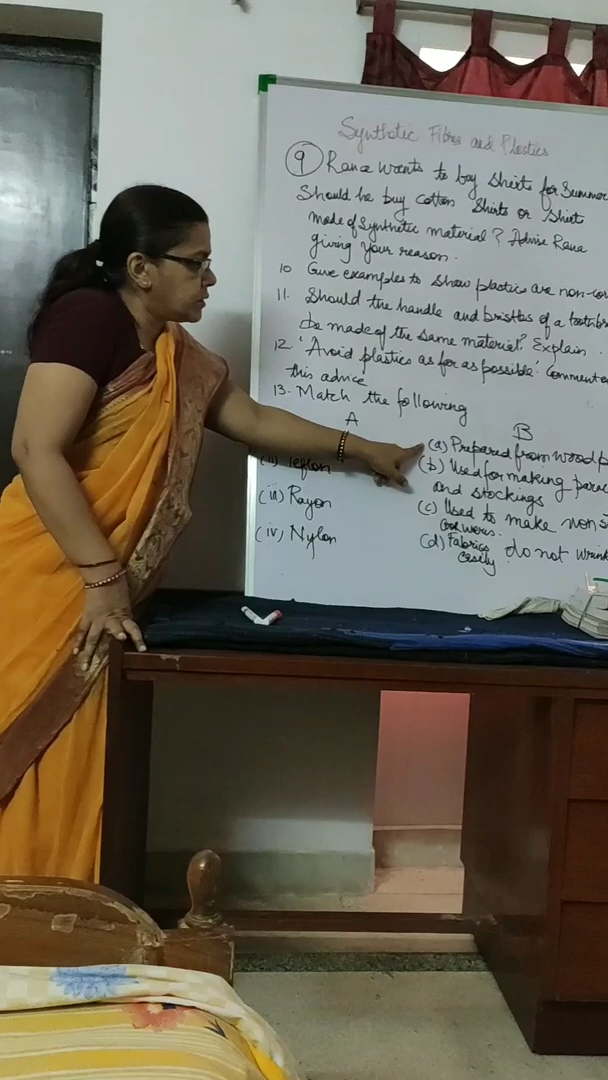 Synthetic Fibres and Plastics
9 Rana wants to buy shirts for summer
Should he buy cotton shirts or shirt
made of synthetic material? Advise Rana
giving your reason.
10 Give examples to show plastics are non-cor
11. Should the handle and bristles of a toothb
be made of the same material? Explain.
12. 'Avoid plastics as far as possible' Comment o
this advice
13. Match the following
A B
(a) Prepared from wood p
(ii) Teflon (b) Used for making parac
and stockings
(iii) Rayon (c) Used to make non s
(iv) Nylon (d) Fabrics do not wrink
easily